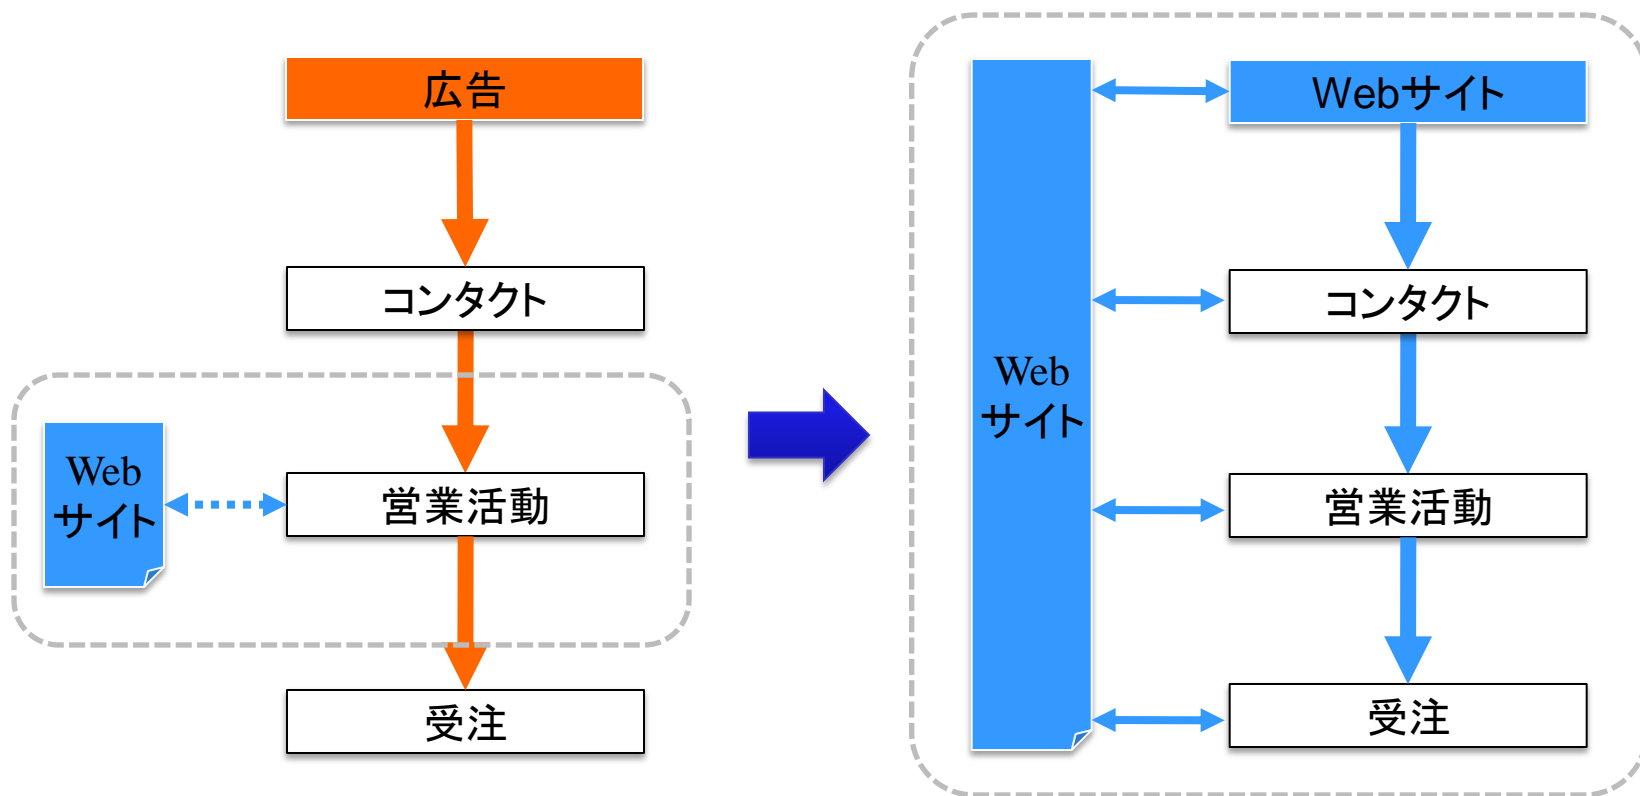 広告
コンタクト
Web
サイト
営業活動
受注
Webサイト
コンタクト
Web
サイト
営業活動
受注